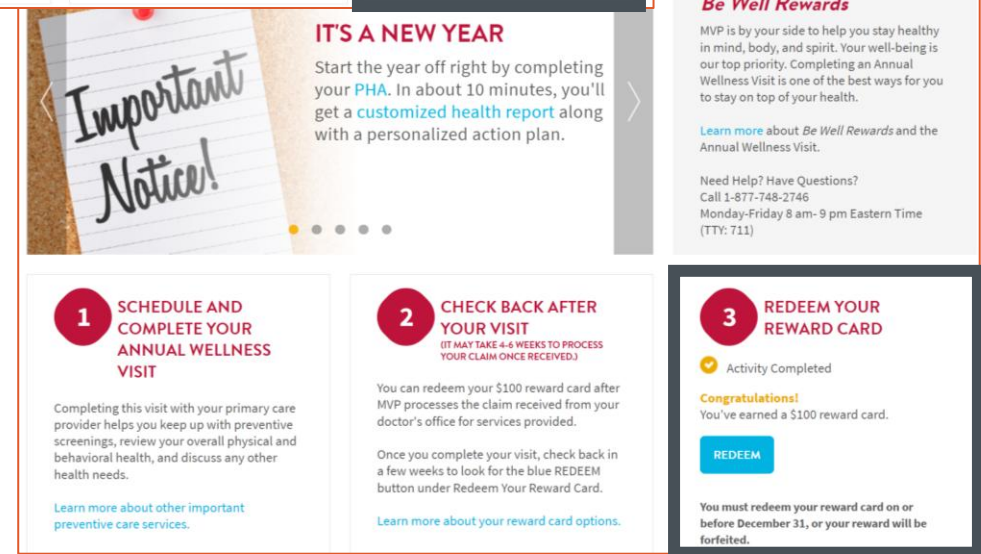 Important
Notice!
IT'S A NEW YEAR
Start the year off right by completing
your PHA. In about 10 minutes, you'll
get a customized health report along
with a personalized action plan.
Be Well Rewards
MVP is by your side to help you stay healthy
in mind, body, and spirit. Your well-being is
our top priority. Completing an Annual
Wellness Visit is one of the best ways for you
to stay on top of your health.
Learn more about Be Well Rewards and the
Annual Wellness Visit.
Need Help? Have Questions?
Call 1-877-748-2746
Monday-Friday 8 am- 9 pm Eastern Time
(TTY: 711)
1
SCHEDULE AND
COMPLETE YOUR
ANNUAL WELLNESS
VISIT
Completing this visit with your primary care
provider helps you keep up with preventive
screenings, review your overall physical and
behavioral health, and discuss any other
health needs.
Learn more about other important
preventive care services.
2
CHECK BACK AFTER
YOUR VISIT
(IT MAY TAKE 4-6 WEEKS TO PROCESS
YOUR CLAIM ONCE RECEIVED.)
You can redeem your $100 reward card after
MVP processes the claim received from your
doctor's office for services provided.
Once you complete your visit, check back in
a few weeks to look for the blue REDEEM
button under Redeem Your Reward Card.
Learn more about your reward card options.
3
REDEEM YOUR
REWARD CARD
Activity Completed
Congratulations!
You've earned a $100 reward card.
REDEEM
You must redeem your reward card on or
before December 31, or your reward will be
forfeited.